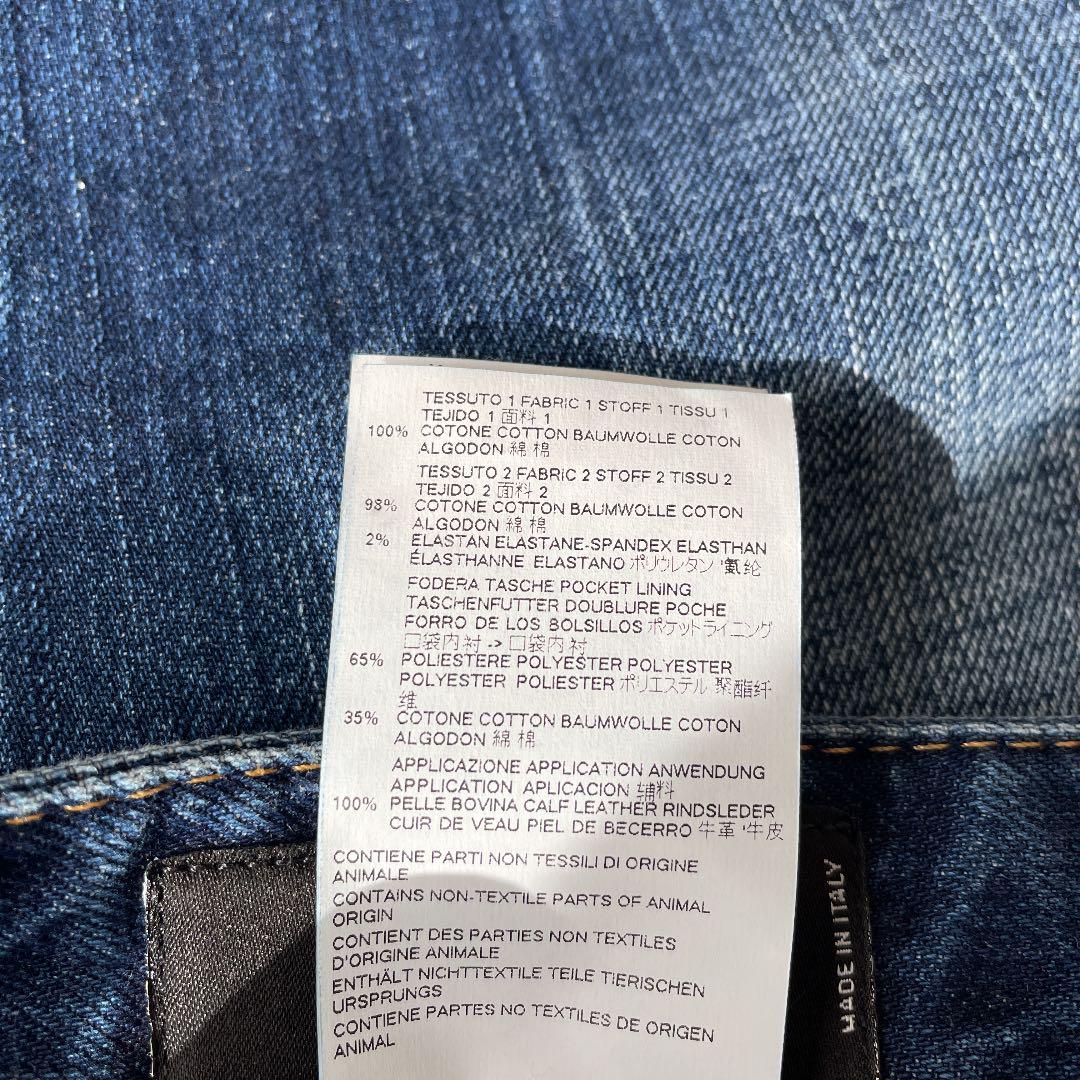 TESSUTO 1 FABRIC 1 STOFF 1 TISSU 1
TEJIDO 1 面料 1
100% COTONE COTTON BAUMWOLLE COTON
ALGODON 綿 棉
TESSUTO 2 FABRIC 2 STOFF 2 TISSU 2
TEJIDO 2 面料 2
98% COTONE COTTON BAUMWOLLE COTON
ALGODON 綿 棉
2% ELASTAN ELASTANE-SPANDEX ELASTHAN
ÉLASTHANNE ELASTANO ポリウレタン '氨纶
FODERA TASCHE POCKET LINING
TASCHENFUTTER DOUBLURE POCHE
FORRO DE LOS BOLSILLOS ポケットライニング
口袋内衬 -> 口袋内衬
65% POLIESTERE POLYESTER POLYESTER
POLYESTER POLIESTER ポリエステル 聚酯纤
维
35% COTONE COTTON BAUMWOLLE COTON
ALGODON 綿 棉
APPLICAZIONE APPLICATION ANWENDUNG
APPLICATION APLICACION 辅料
100% PELLE BOVINA CALF LEATHER RINDSLEDER
CUIR DE VEAU PIEL DE BECERRO 牛革 '牛皮
CONTIENE PARTI NON TESSILI DI ORIGINE
ANIMALE
CONTAINS NON-TEXTILE PARTS OF ANIMAL
ORIGIN
CONTIENT DES PARTIES NON TEXTILES
D'ORIGINE ANIMALE
ENTHÄLT NICHTTEXTILE TEILE TIERISCHEN
URSPRUNGS
CONTIENE PARTES NO TEXTILES DE ORIGEN
ANIMAL
MADE IN ITALY